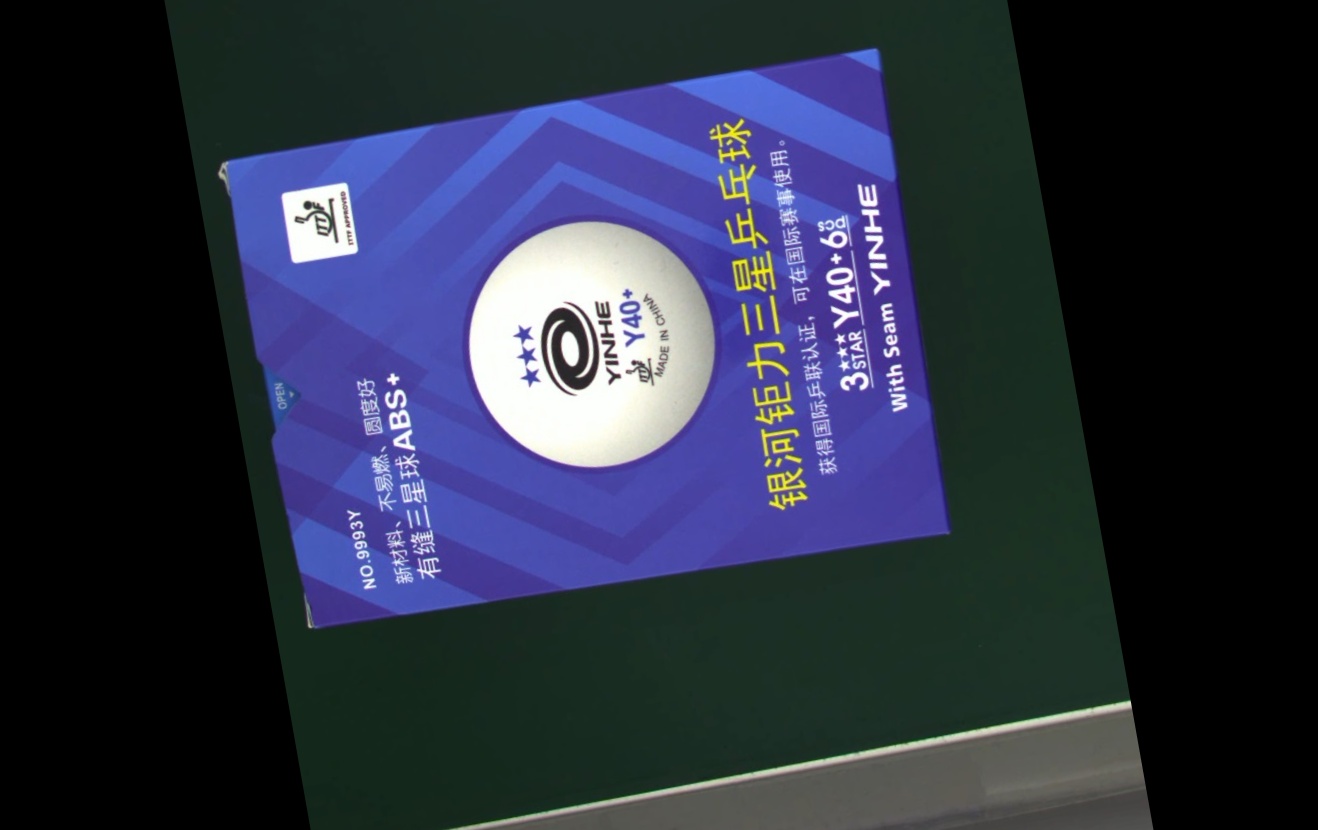 ITTF APPROVED
OPEN
NO.9993Y
新材料、不易燃、圆度好
有缝三星球ABS+
★★★
YINHE
Y40+
MADE IN CHINA
银河钜力三星乒乓球
获得国际乒联认证，可在国际赛事使用。
3 ★★★ STAR Y40+ 6
With Seam YINHE